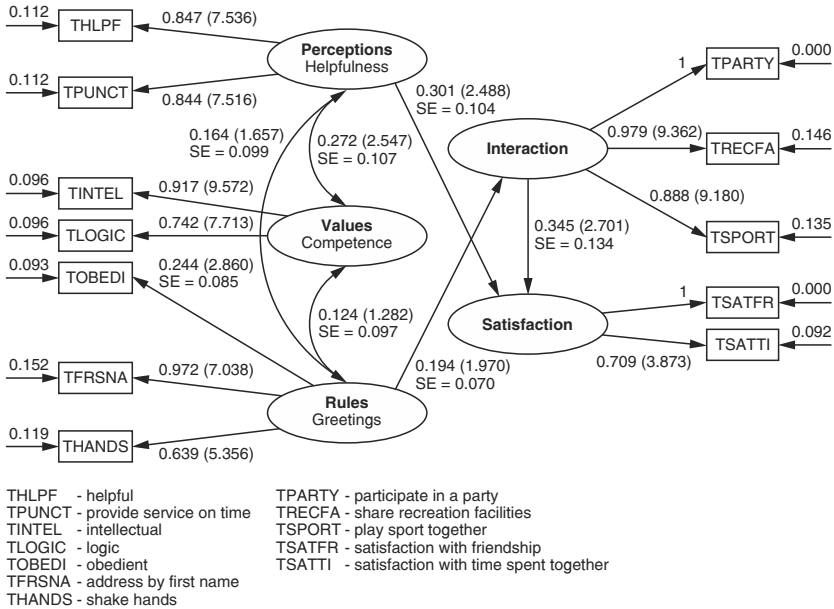 0.112
THLPF
0.847 (7.536)
Perceptions
Helpfulness
0.112
TPUNCT
0.844 (7.516)
0.301 (2.488)
SE = 0.104
1
TPARTY
0.000
0.164 (1.657)
SE = 0.099
0.272 (2.547)
SE = 0.107
Interaction
0.979 (9.362)
TRECFA
0.146
0.096
TINTEL
0.917 (9.572)
0.888 (9.180)
Values
Competence
0.096
TLOGIC
0.742 (7.713)
0.345 (2.701)
SE = 0.134
TSPORT
0.135
0.093
TOBEDI
0.244 (2.860)
SE = 0.085
0.124 (1.282)
SE = 0.097
Satisfaction
1
TSATFR
0.000
TSATTI
0.092
0.709 (3.873)
0.194 (1.970)
SE = 0.070
0.152
TFRSNA
0.972 (7.038)
Rules
Greetings
0.119
THANDS
0.639 (5.356)
THLPF - helpful
TPUNCT - provide service on time
TINTEL - intellectual
TLOGIC - logic
TOBEDI - obedient
TFRSNA - address by first name
THANDS - shake hands
TPARTY - participate in a party
TRECFA - share recreation facilities
TSPORT - play sport together
TSATFR - satisfaction with friendship
TSATTI - satisfaction with time spent together